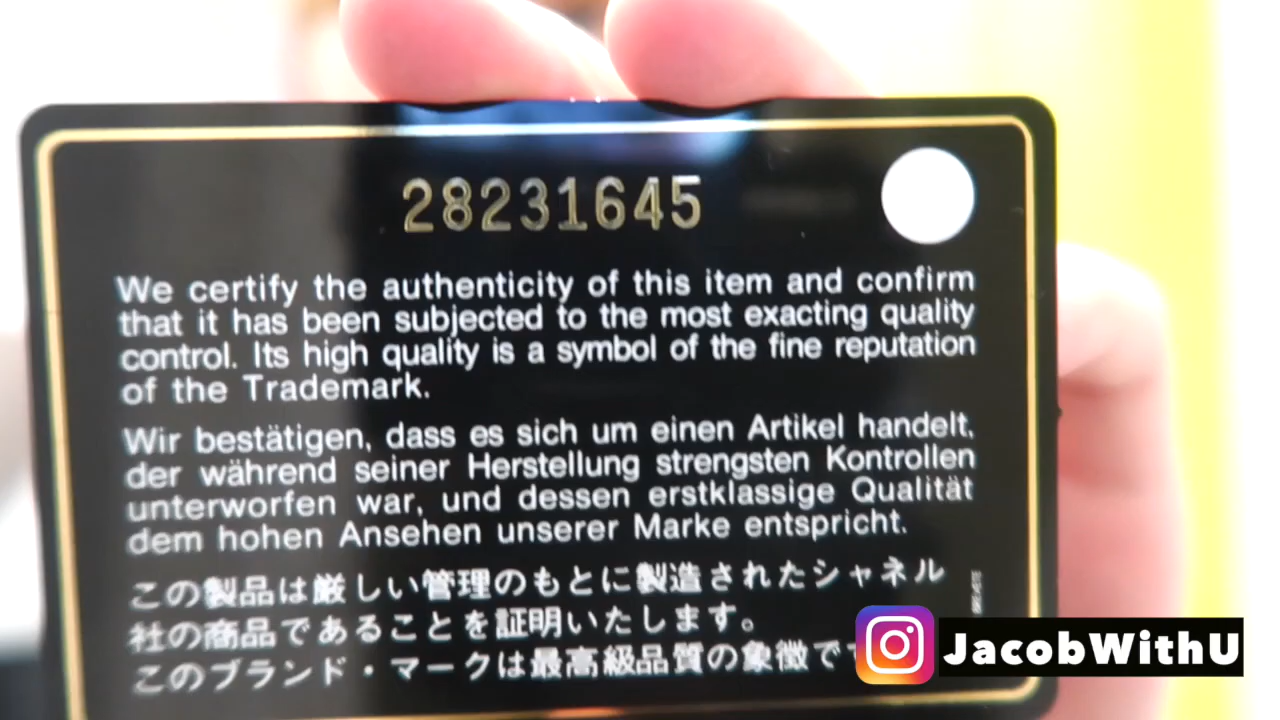 28231645
We certify the authenticity of this item and confirm
that it has been subjected to the most exacting quality
control. Its high quality is a symbol of the fine reputation
of the Trademark.
Wir bestätigen, dass es sich um einen Artikel handelt,
der während seiner Herstellung strengsten Kontrollen
unterworfen war, und dessen erstklassige Qualität
dem hohen Ansehen unserer Marke entspricht.
この製品は厳しい管理のもとに製造されたシャネル
社の商品であることを証明いたします。
このブランド・マークは最高級品質の象徴で
JacobWithU